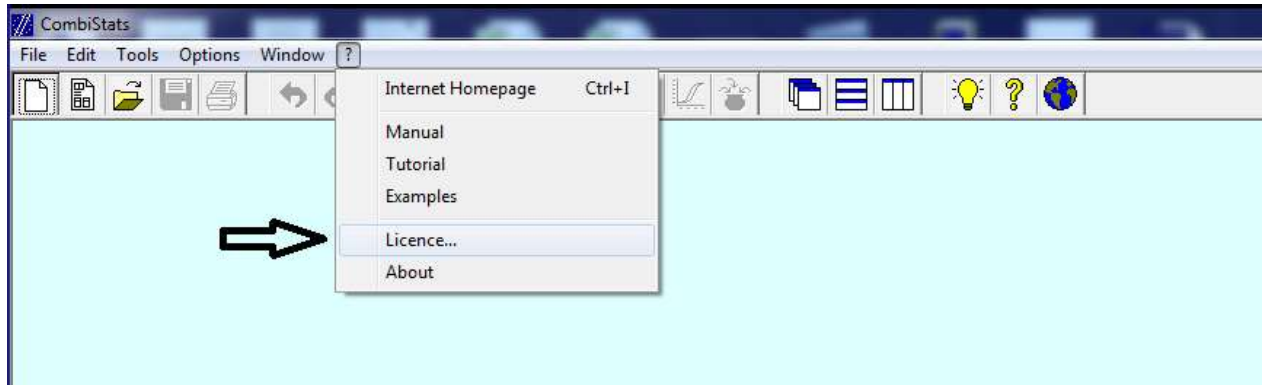 CombiStats
File Edit Tools Options Window ?
Internet Homepage Ctrl+I
Manual
Tutorial
Examples
Licence...
About